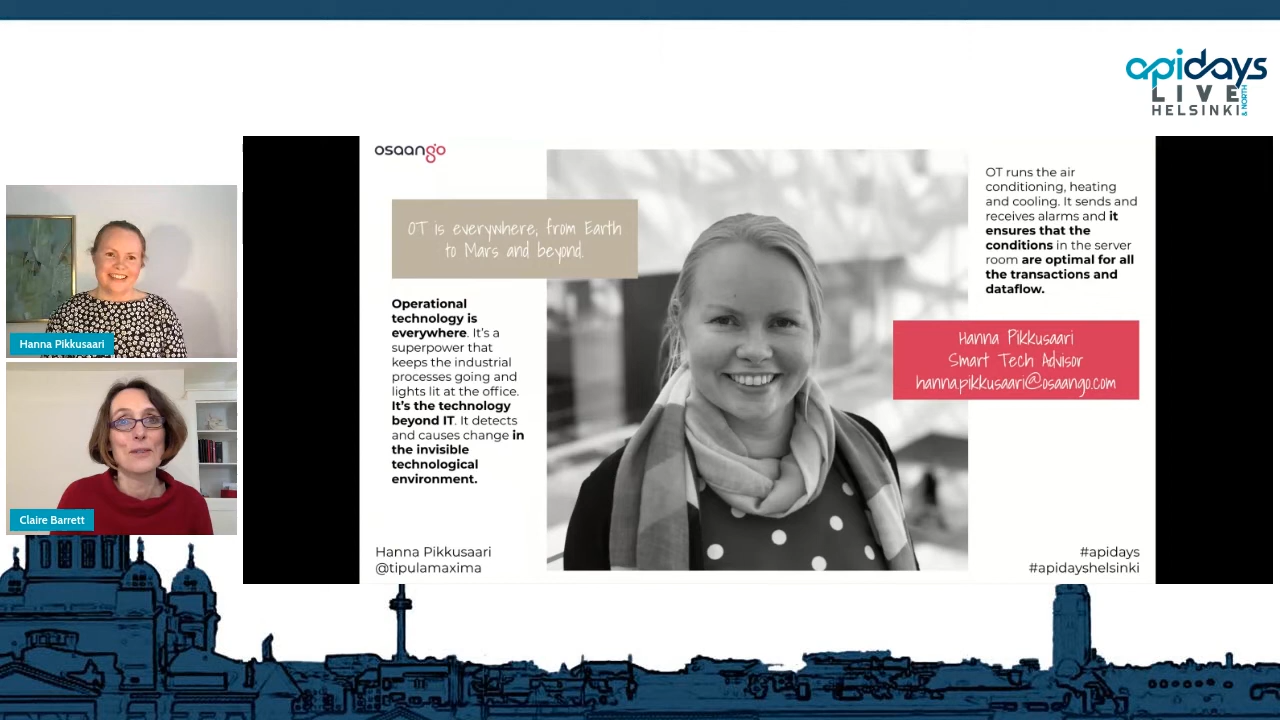 apidays
LIVE
HELSINKI
& NORTH
osaango
OT is everywhere, from Earth
to Mars and beyond.
Operational
technology is
everywhere. It's a
superpower that
keeps the industrial
processes going and
lights lit at the office.
It's the technology
beyond IT. It detects
and causes change in
the invisible
technological
environment.
OT runs the air
conditioning, heating
and cooling. It sends and
receives alarms and it
ensures that the
conditions in the server
room are optimal for all
the transactions and
dataflow.
Hanna Pikkusaari
Smart Tech Advisor
hanna.pikkusaari@osaango.com
Hanna Pikkusaari
@tipulamaxima
#apidays
#apidayshelsinki
Hanna Pikkusaari
Claire Barrett